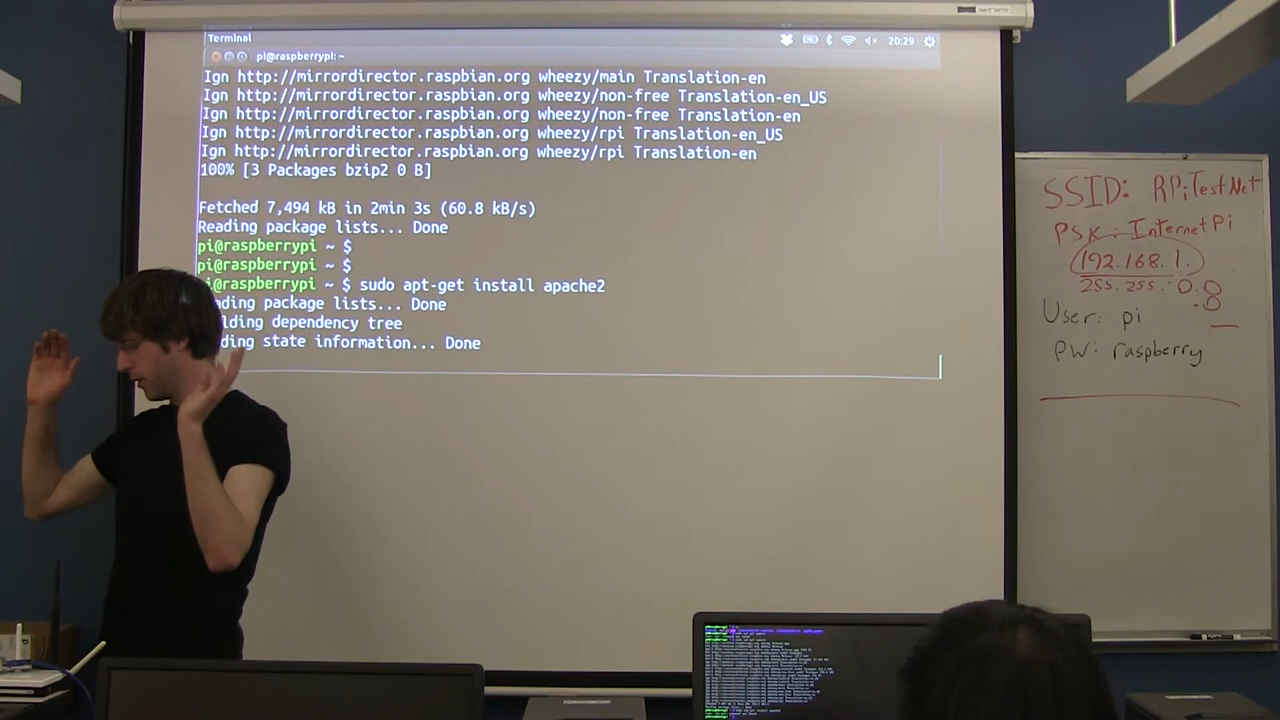 Terminal
20:29
pi@raspberrypi: ~
Ign http://mirrordirector.raspbian.org wheezy/main Translation-en
Ign http://mirrordirector.raspbian.org wheezy/non-free Translation-en_US
Ign http://mirrordirector.raspbian.org wheezy/non-free Translation-en
Ign http://mirrordirector.raspbian.org wheezy/rpi Translation-en_US
Ign http://mirrordirector.raspbian.org wheezy/rpi Translation-en
100% [3 Packages bzip2 0 B]
Fetched 7,494 kB in 2min 3s (60.8 kB/s)
Reading package lists... Done
pi@raspberrypi ~ $
pi@raspberrypi ~ $
pi@raspberrypi ~ $ sudo apt-get install apache2
ading package lists... Done
lding dependency tree
ding state information... Done
SSID: RPiTestNet
PSK: InternetPi
192.168.1.
255.255.0.0
.0
User: pi
PW: raspberry